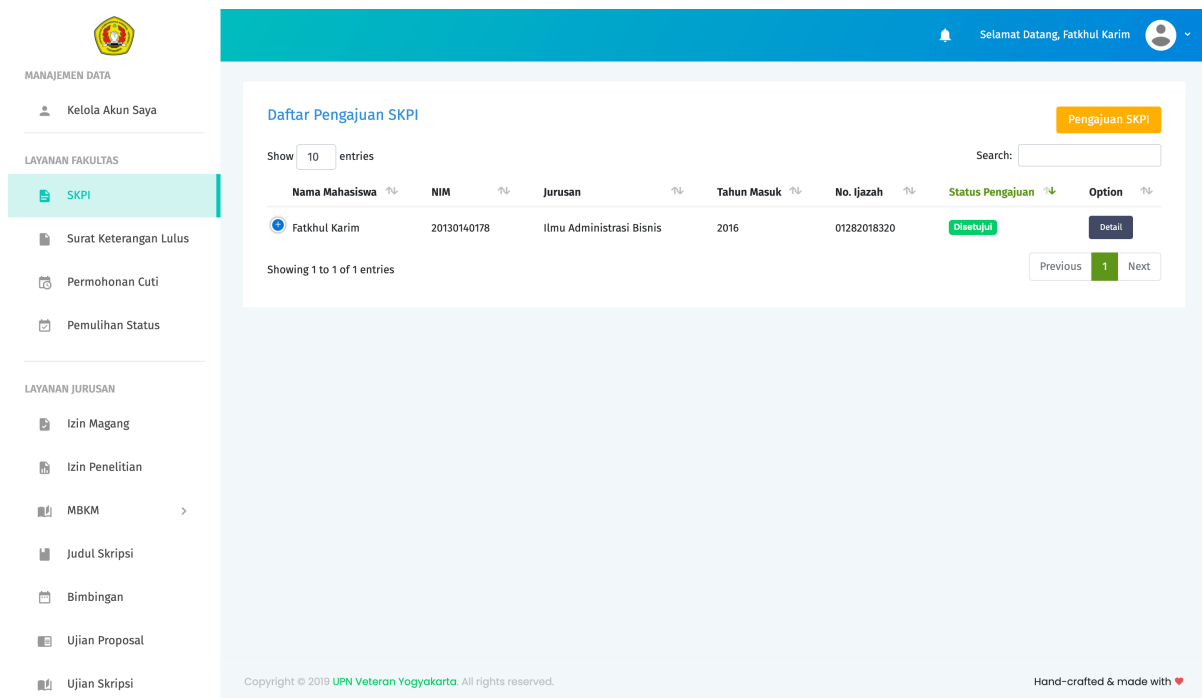 Selamat Datang, Fatkhul Karim
MANAJEMEN DATA
Kelola Akun Saya
LAYANAN FAKULTAS
SKPI
Surat Keterangan Lulus
Permohonan Cuti
Pemulihan Status
LAYANAN JURUSAN
Izin Magang
Izin Penelitian
MBKM
Judul Skripsi
Bimbingan
Ujian Proposal
Ujian Skripsi
Daftar Pengajuan SKPI
Pengajuan SKPI
Show 10 entries
Search:
Nama Mahasiswa NIM Jurusan Tahun Masuk No. Ijazah Status Pengajuan Option
Fatkhul Karim 20130140178 Ilmu Administrasi Bisnis 2016 01282018320 Disetujui Detail
Showing 1 to 1 of 1 entries
Previous 1 Next
Copyright © 2019 UPN Veteran Yogyakarta. All rights reserved.
Hand-crafted & made with